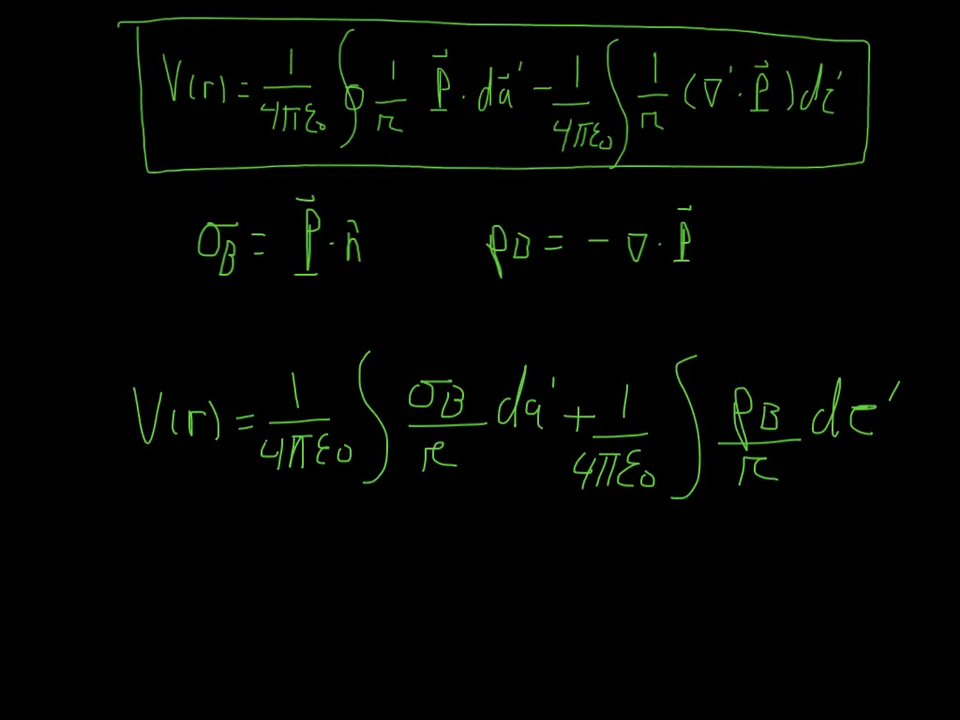 V(r) = 1/4πε₀ ∮ 1/r P⃗ · da⃗' − 1/4πε₀ ∫ 1/r (∇' · P⃗) dτ'
σ_B = P⃗ · n̂    ρ_B = − ∇ · P⃗
V(r) = 1/4πε₀ ∫ σ_B/r da' + 1/4πε₀ ∫ ρ_B/r dτ'